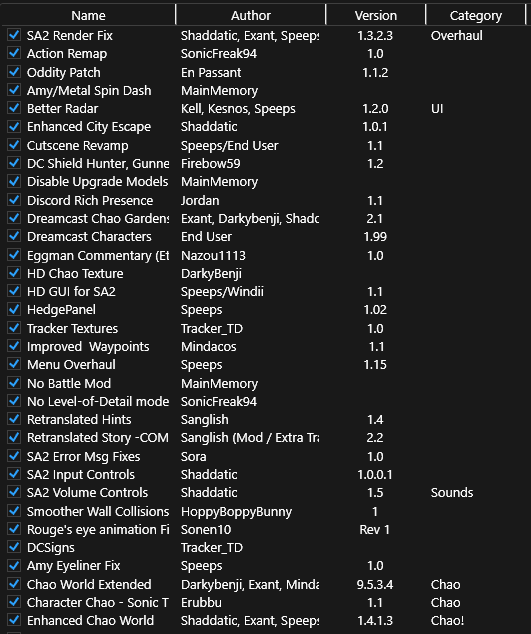 Name Author Version Category
SA2 Render Fix Shaddatic, Exant, Speeps 1.3.2.3 Overhaul
Action Remap SonicFreak94 1.0
Oddity Patch En Passant 1.1.2
Amy/Metal Spin Dash MainMemory
Better Radar Kell, Kesnos, Speeps 1.2.0 UI
Enhanced City Escape Shaddatic 1.0.1
Cutscene Revamp Speeps/End User 1.1
DC Shield Hunter, Gunne Firebow59 1.2
Disable Upgrade Models MainMemory
Discord Rich Presence Jordan 1.1
Dreamcast Chao Gardens Exant, Darkybenji, Shadd 2.1
Dreamcast Characters End User 1.99
Eggman Commentary (Et Nazou1113 1.0
HD Chao Texture DarkyBenji
HD GUI for SA2 Speeps/Windii 1.1
HedgePanel Speeps 1.02
Tracker Textures Tracker_TD 1.0
Improved  Waypoints Mindacos 1.1
Menu Overhaul Speeps 1.15
No Battle Mod MainMemory
No Level-of-Detail mode SonicFreak94
Retranslated Hints Sanglish 1.4
Retranslated Story -COM Sanglish (Mod / Extra Tra 2.2
SA2 Error Msg Fixes Sora 1.0
SA2 Input Controls Shaddatic 1.0.0.1
SA2 Volume Controls Shaddatic 1.5 Sounds
Smoother Wall Collisions HoppyBoppyBunny 1
Rouge's eye animation Fi Sonen10 Rev 1
DCSigns Tracker_TD
Amy Eyeliner Fix Speeps 1.0
Chao World Extended Darkybenji, Exant, Minda 9.5.3.4 Chao
Character Chao - Sonic T Erubbu 1.1 Chao
Enhanced Chao World Shaddatic, Exant, Speeps 1.4.1.3 Chao!